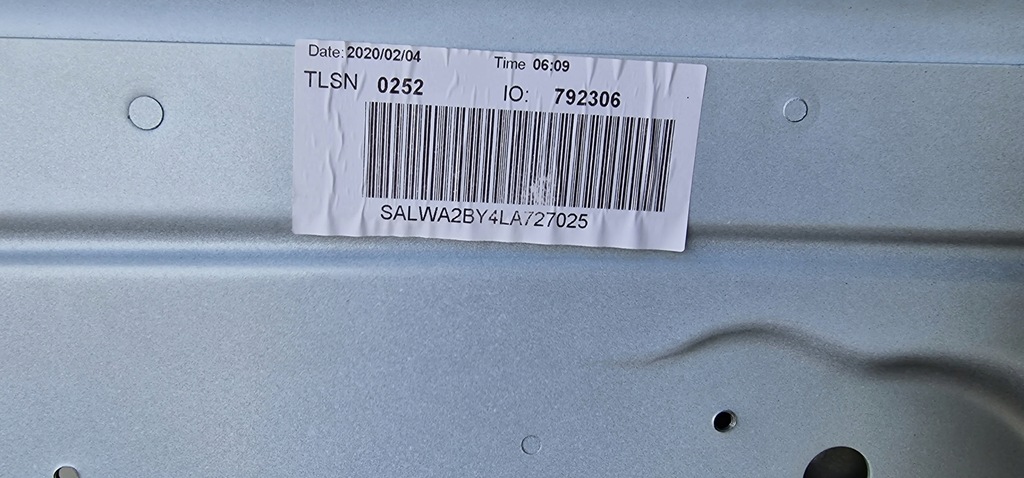 Date: 2020/02/04 Time 06:09
TLSN 0252 IO: 792306
SALWA2BY4LA727025